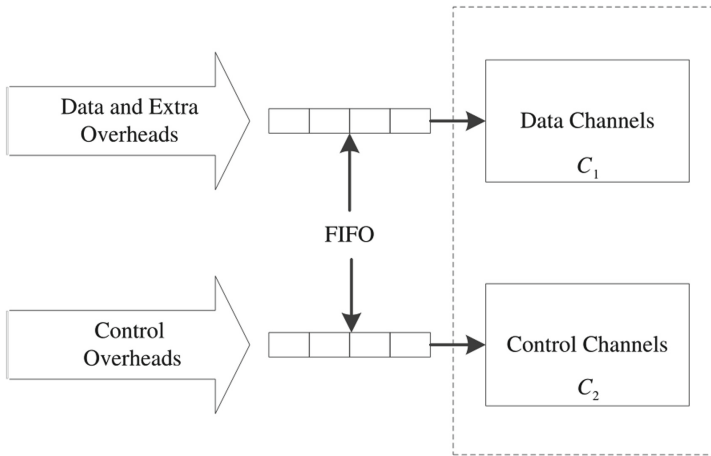 Data and Extra
Overheads
Data Channels
C1
FIFO
Control
Overheads
Control Channels
C2